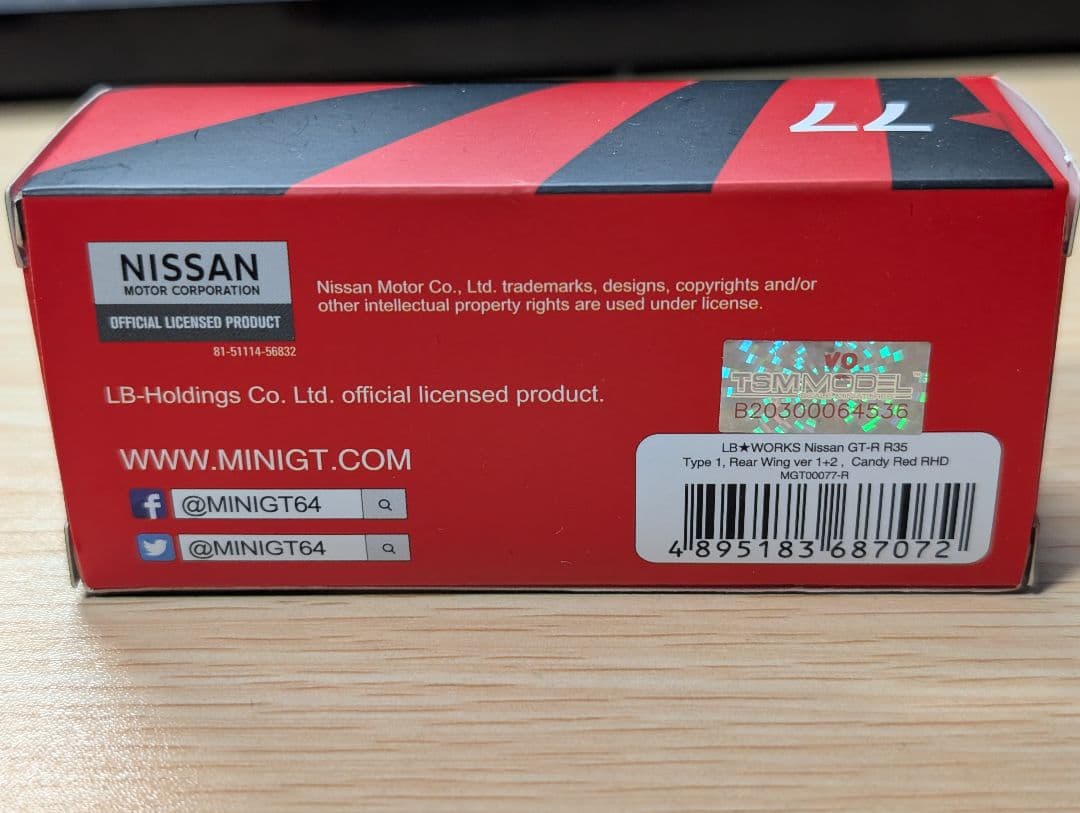 77
NISSAN
MOTOR CORPORATION
OFFICIAL LICENSED PRODUCT
81-51114-56832
Nissan Motor Co., Ltd. trademarks, designs, copyrights and/or
other intellectual property rights are used under license.
LB-Holdings Co. Ltd. official licensed product.
WWW.MINIGT.COM
@MINIGT64
@MINIGT64
TSM MODEL™
B20300064536
LB★WORKS Nissan GT-R R35
Type 1, Rear Wing ver 1+2 , Candy Red RHD
MGT00077-R
4 895183 687072